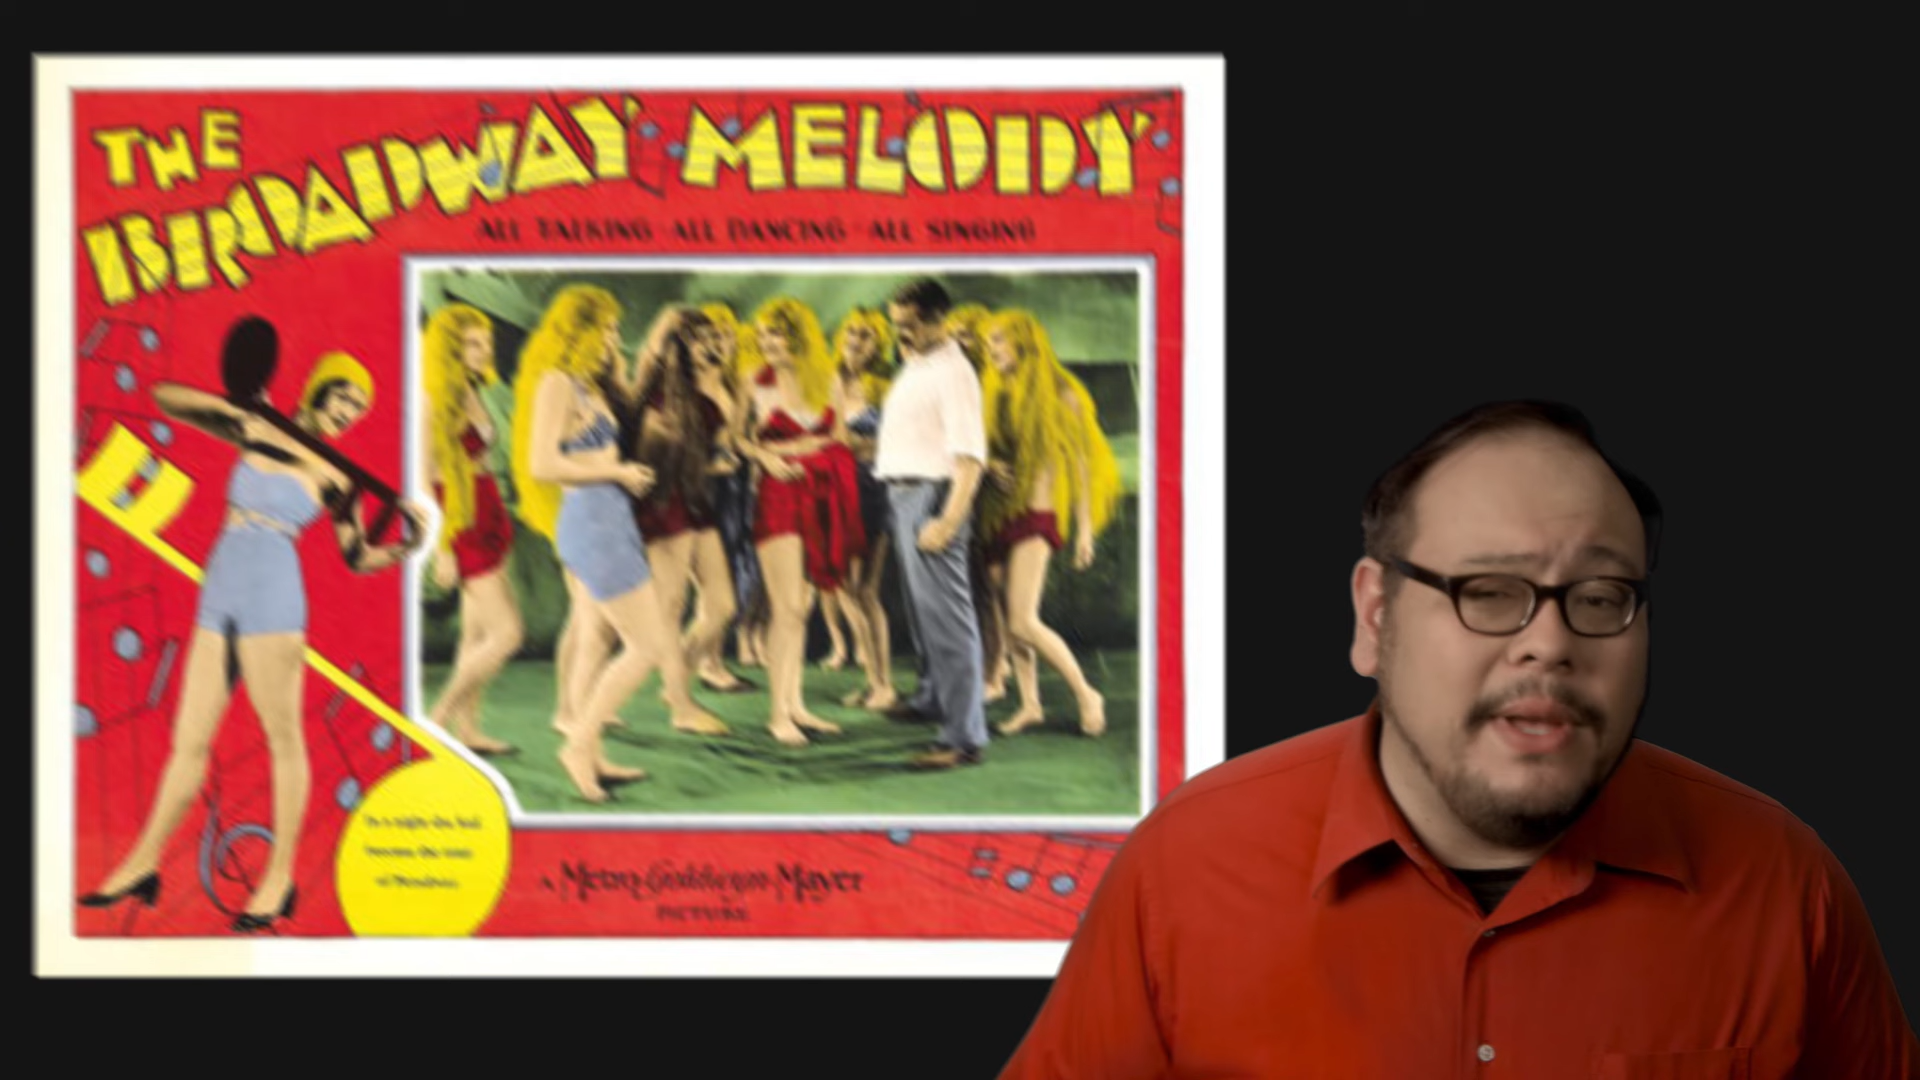 THE
BROADWAY MELODY
ALL TALKING ALL DANCING ALL SINGING
A Metro-Goldwyn-Mayer
PICTURE